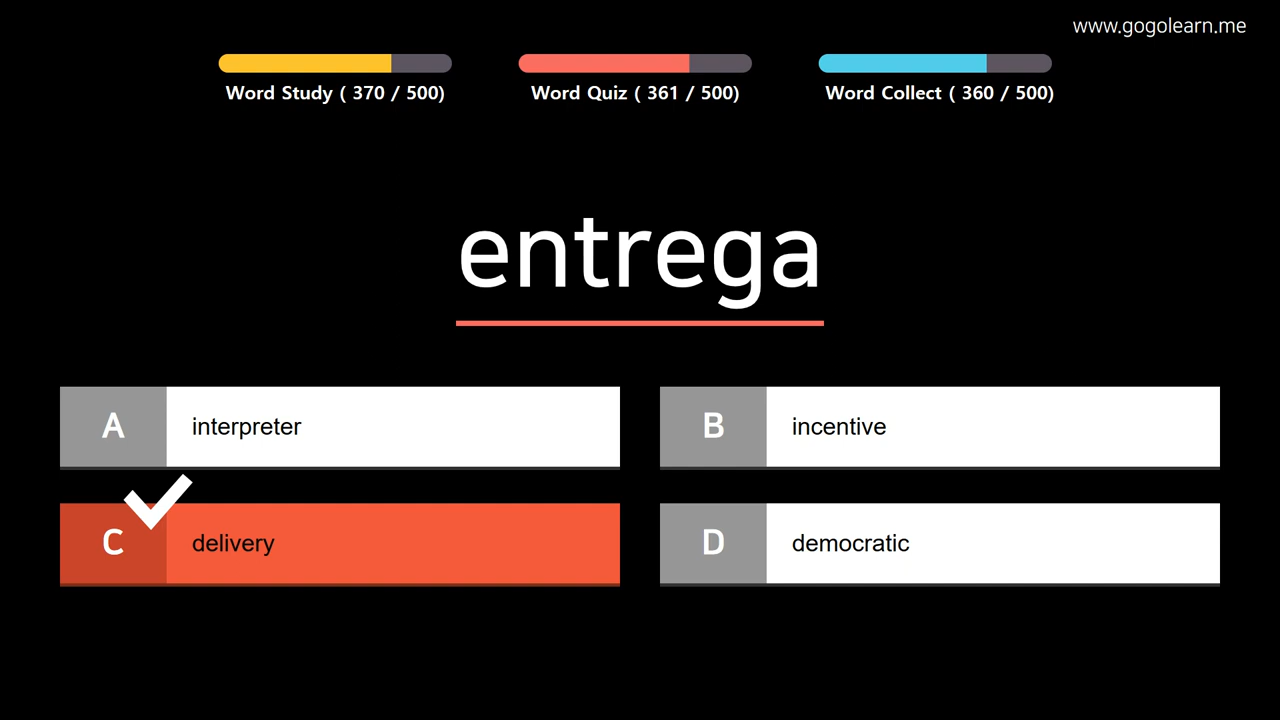 www.gogolearn.me
Word Study ( 370 / 500)
Word Quiz ( 361 / 500)
Word Collect ( 360 / 500)
entrega
A interpreter
B incentive
C delivery
D democratic